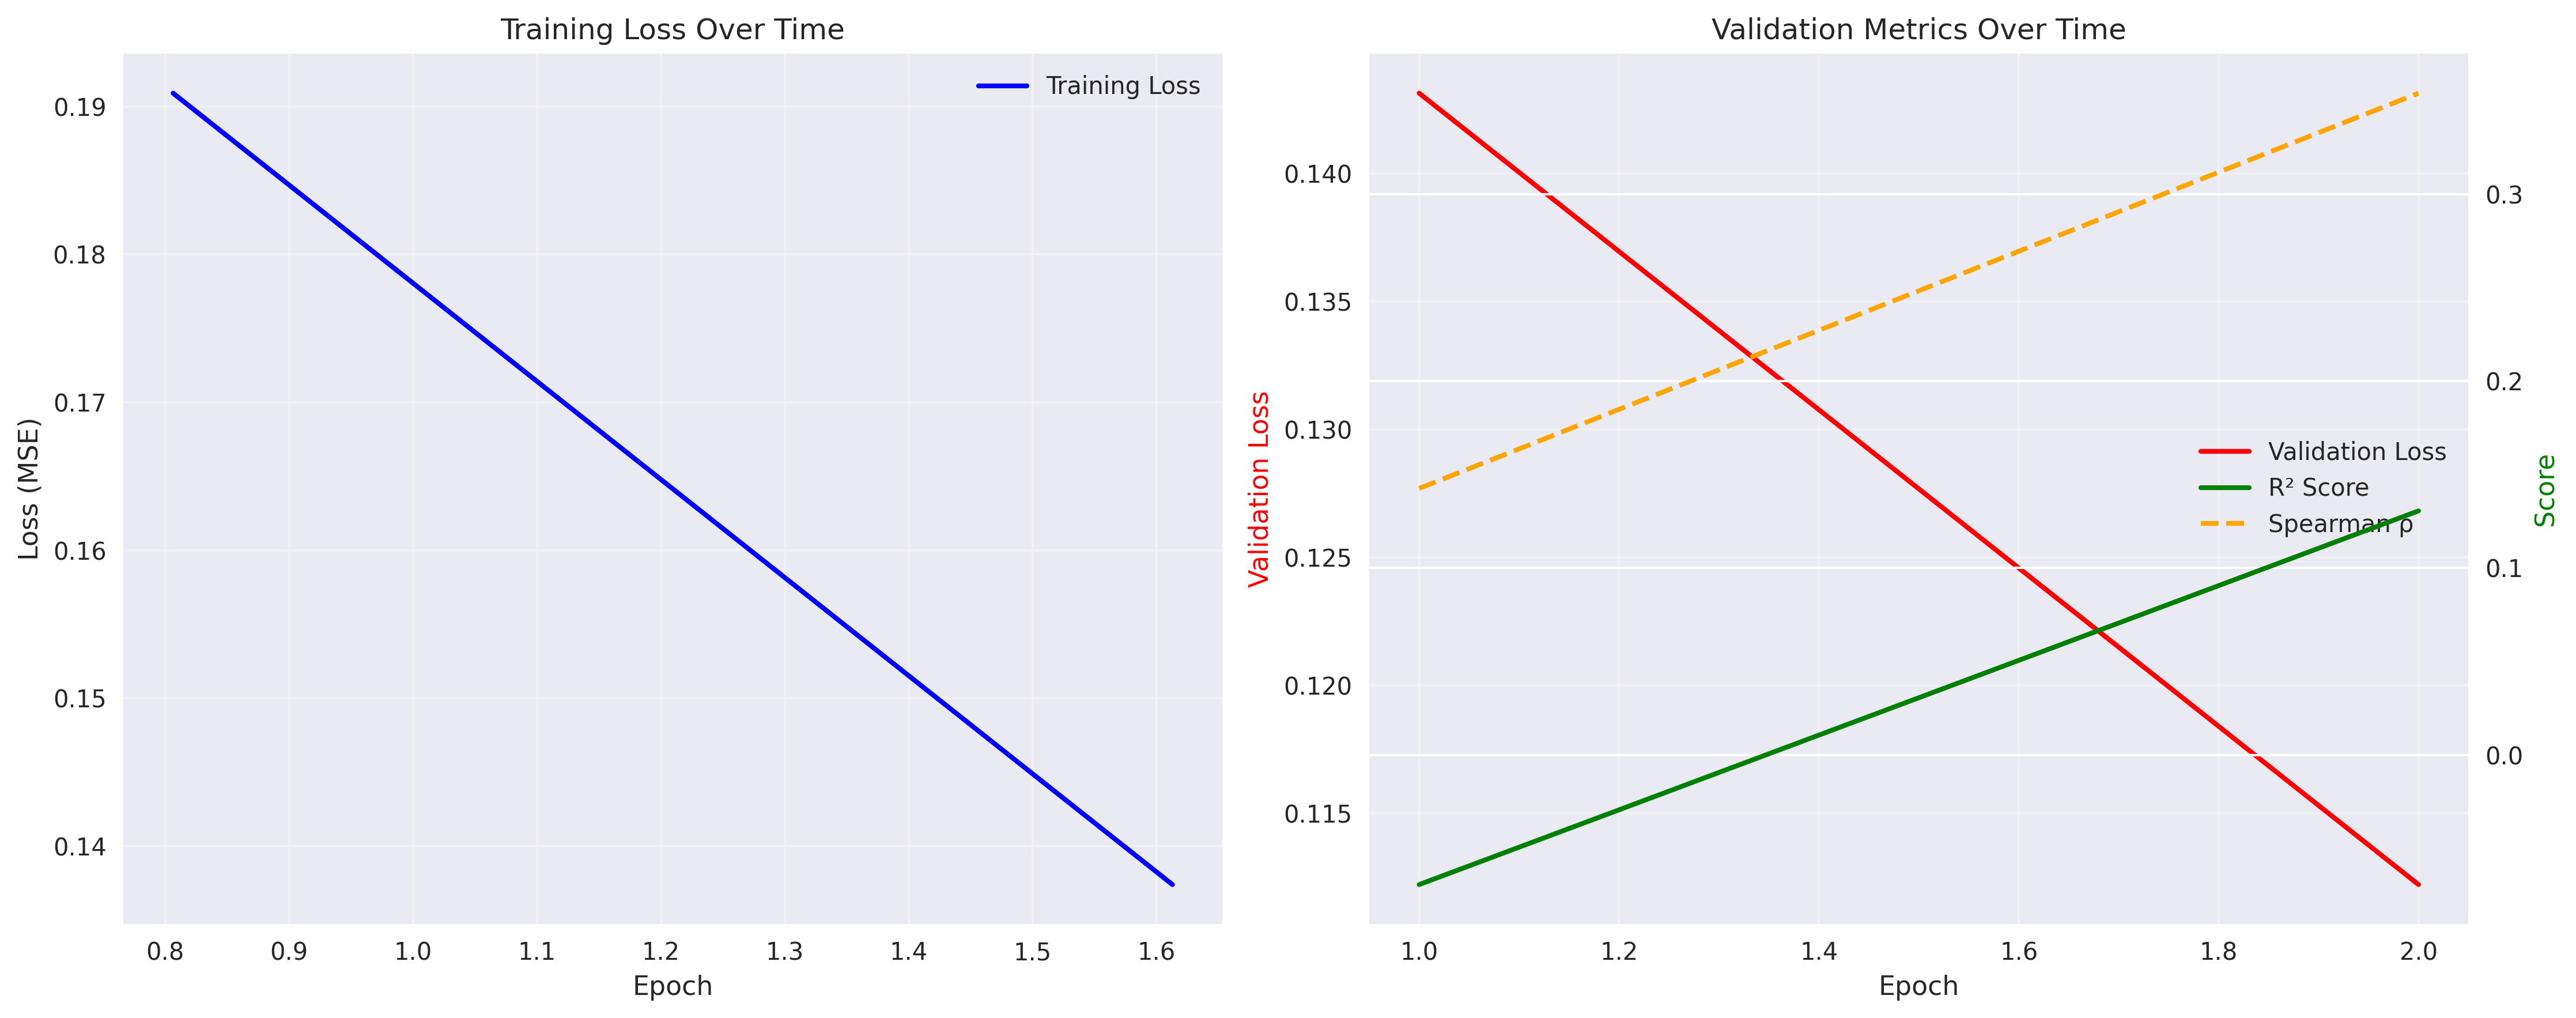 Training Loss Over Time
Training Loss
0.19
0.18
0.17
0.16
0.15
0.14
Loss (MSE)
0.8 0.9 1.0 1.1 1.2 1.3 1.4 1.5 1.6
Epoch
Validation Metrics Over Time
0.140
0.135
0.130
0.125
0.120
0.115
Validation Loss
Validation Loss
R² Score
Spearman ρ
0.3
0.2
0.1
0.0
Score
1.0 1.2 1.4 1.6 1.8 2.0
Epoch